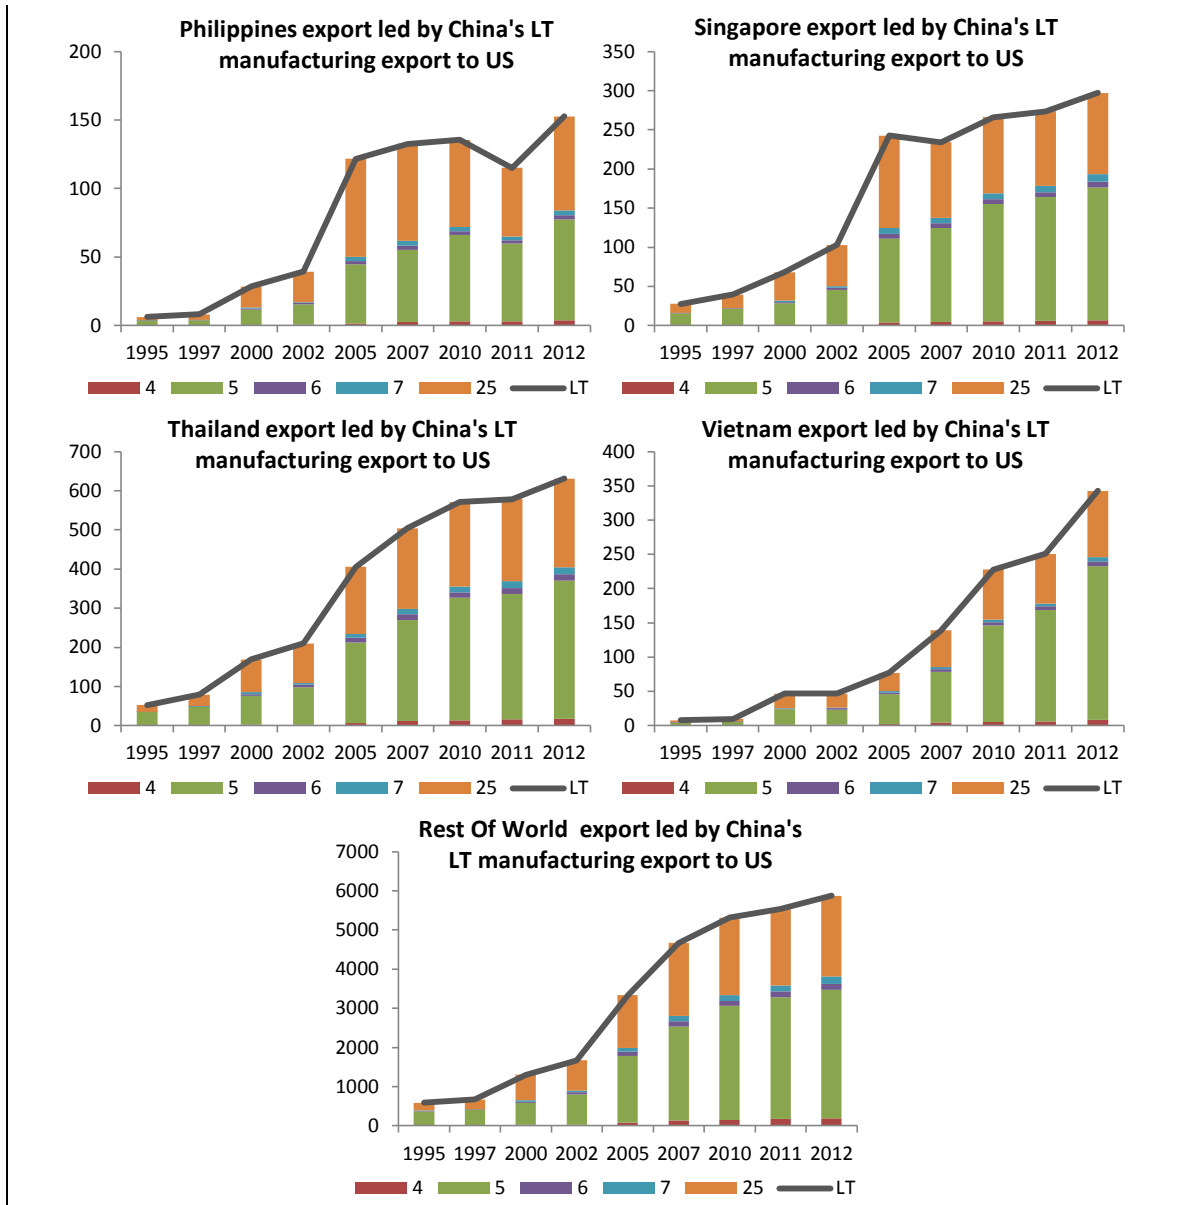 Philippines export led by China's LT
manufacturing export to US
200
150
100
50
0
1995 1997 2000 2002 2005 2007 2010 2011 2012
4 5 6 7 25 LT
Singapore export led by China's LT
manufacturing export to US
350
300
250
200
150
100
50
0
1995 1997 2000 2002 2005 2007 2010 2011 2012
4 5 6 7 25 LT
Thailand export led by China's LT
manufacturing export to US
700
600
500
400
300
200
100
0
1995 1997 2000 2002 2005 2007 2010 2011 2012
4 5 6 7 25 LT
Vietnam export led by China's LT
manufacturing export to US
400
350
300
250
200
150
100
50
0
1995 1997 2000 2002 2005 2007 2010 2011 2012
4 5 6 7 25 LT
Rest Of World export led by China's
LT manufacturing export to US
7000
6000
5000
4000
3000
2000
1000
0
1995 1997 2000 2002 2005 2007 2010 2011 2012
4 5 6 7 25 LT